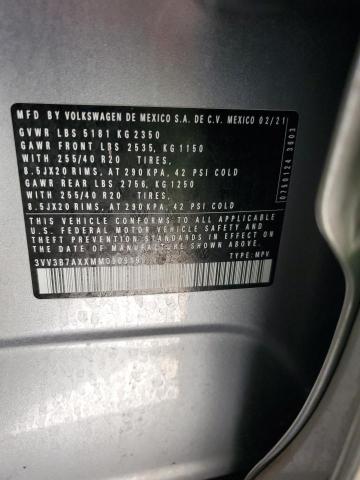 MFD BY VOLKSWAGEN DE MEXICO S.A. DE C.V. MEXICO 02/21
GVWR LBS 5181 KG 2350
GAWR FRONT LBS 2535, KG 1150
WITH 255/40 R20 TIRES,
8.5JX20 RIMS, AT 290 KPA, 42 PSI COLD
GAWR REAR LBS 2756, KG 1250
WITH 255/40 R20 TIRES,
8.5JX20 RIMS, AT 290 KPA, 42 PSI COLD
THIS VEHICLE CONFORMS TO ALL APPLICABLE
U.S. FEDERAL MOTOR VEHICLE SAFETY AND
THEFT PREVENTION STANDARDS IN EFFECT ON
THE DATE OF MANUFACTURE SHOWN ABOVE.
TYPE: MPV